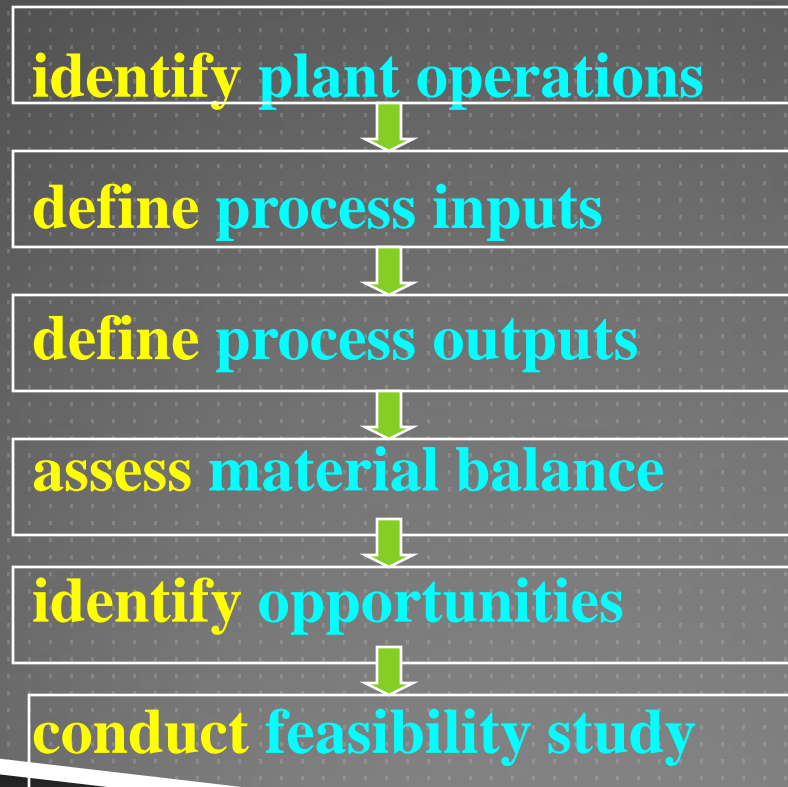 identify plant operations
define process inputs
define process outputs
assess material balance
identify opportunities
conduct feasibility study